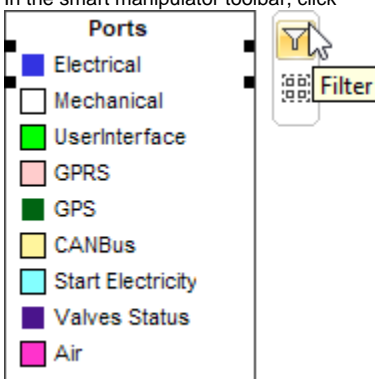 In the smart manipulator toolbar, click
Ports
Electrical
Filter
Mechanical
UserInterface
GPRS
GPS
CANBus
Start Electricity
Valves Status
Air